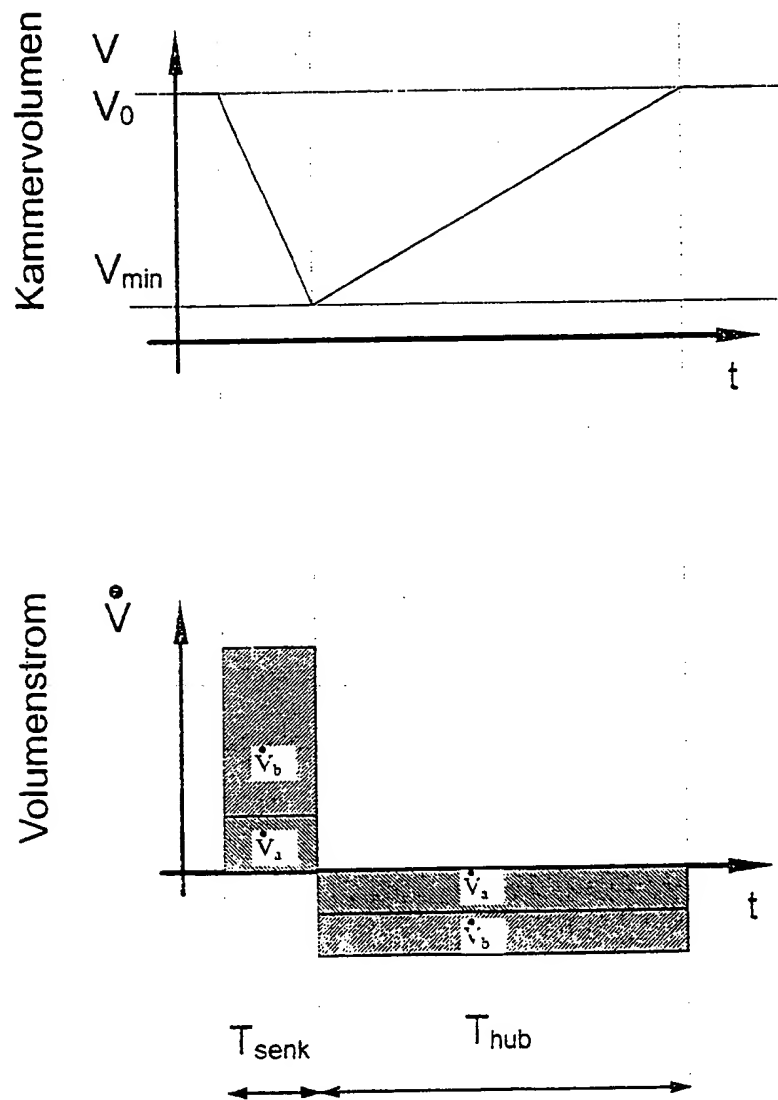 Kammervolumen
V
V0
Vmin
t
Volumenstrom
V̇
V̇b
V̇a
V̇a
V̇b
t
Tsenk
Thub